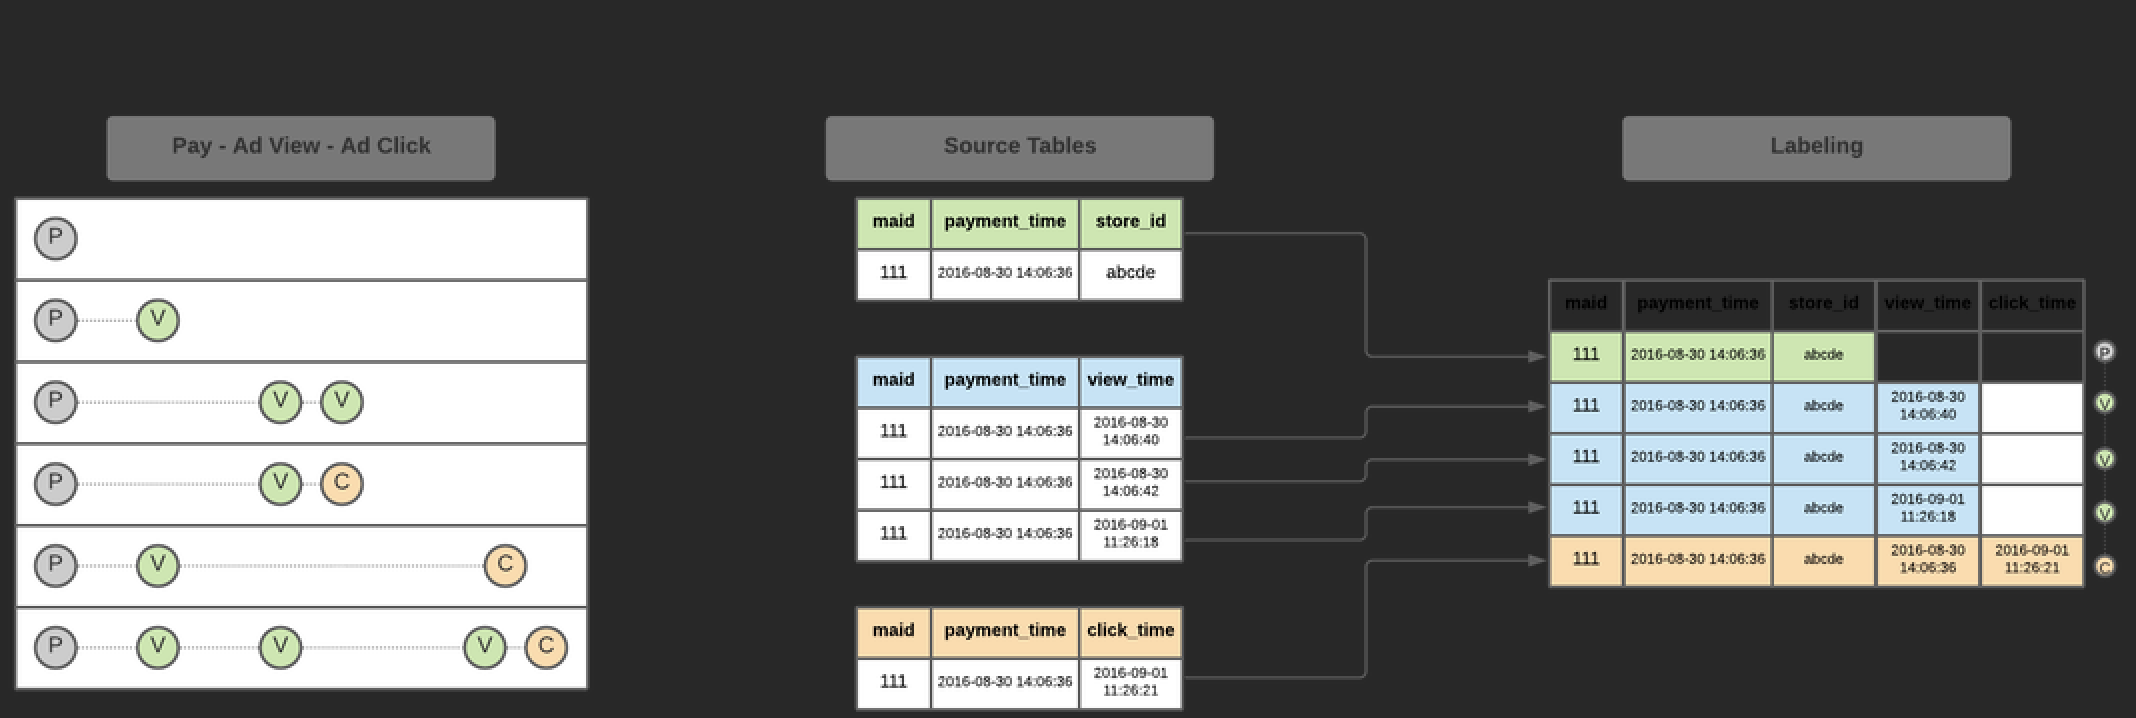 Pay - Ad View - Ad Click
P
P V
P V V
P V C
P V C
P V V V C
Source Tables
maid payment_time store_id
111 2016-08-30 14:06:36 abcde
maid payment_time view_time
111 2016-08-30 14:06:36 2016-08-30
14:06:40
111 2016-08-30 14:06:36 2016-08-30
14:06:42
111 2016-08-30 14:06:36 2016-09-01
11:26:18
maid payment_time click_time
111 2016-08-30 14:06:36 2016-09-01
11:26:21
Labeling
maid payment_time store_id view_time click_time
111 2016-08-30 14:06:36 abcde P
111 2016-08-30 14:06:36 abcde 2016-08-30
14:06:40 V
111 2016-08-30 14:06:36 abcde 2016-08-30
14:06:42 V
111 2016-08-30 14:06:36 abcde 2016-09-01
11:26:18 V
111 2016-08-30 14:06:36 abcde 2016-08-30 2016-09-01
14:06:36 11:26:21 C